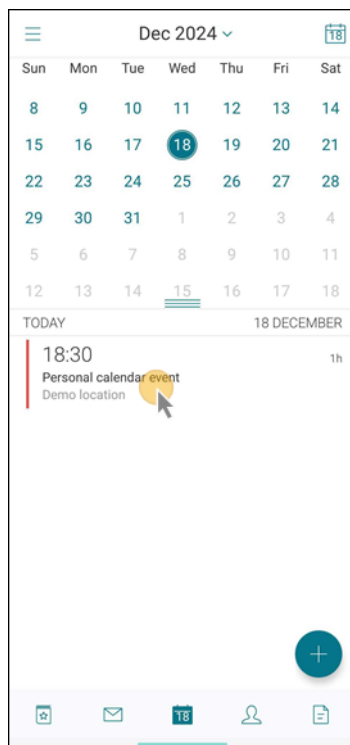 Dec 2024
18
Sun Mon Tue Wed Thu Fri Sat
8 9 10 11 12 13 14
15 16 17 18 19 20 21
22 23 24 25 26 27 28
29 30 31 1 2 3 4
5 6 7 8 9 10 11
12 13 14 15 16 17 18
TODAY 18 DECEMBER
18:30 1h
Personal calendar event
Demo location
18